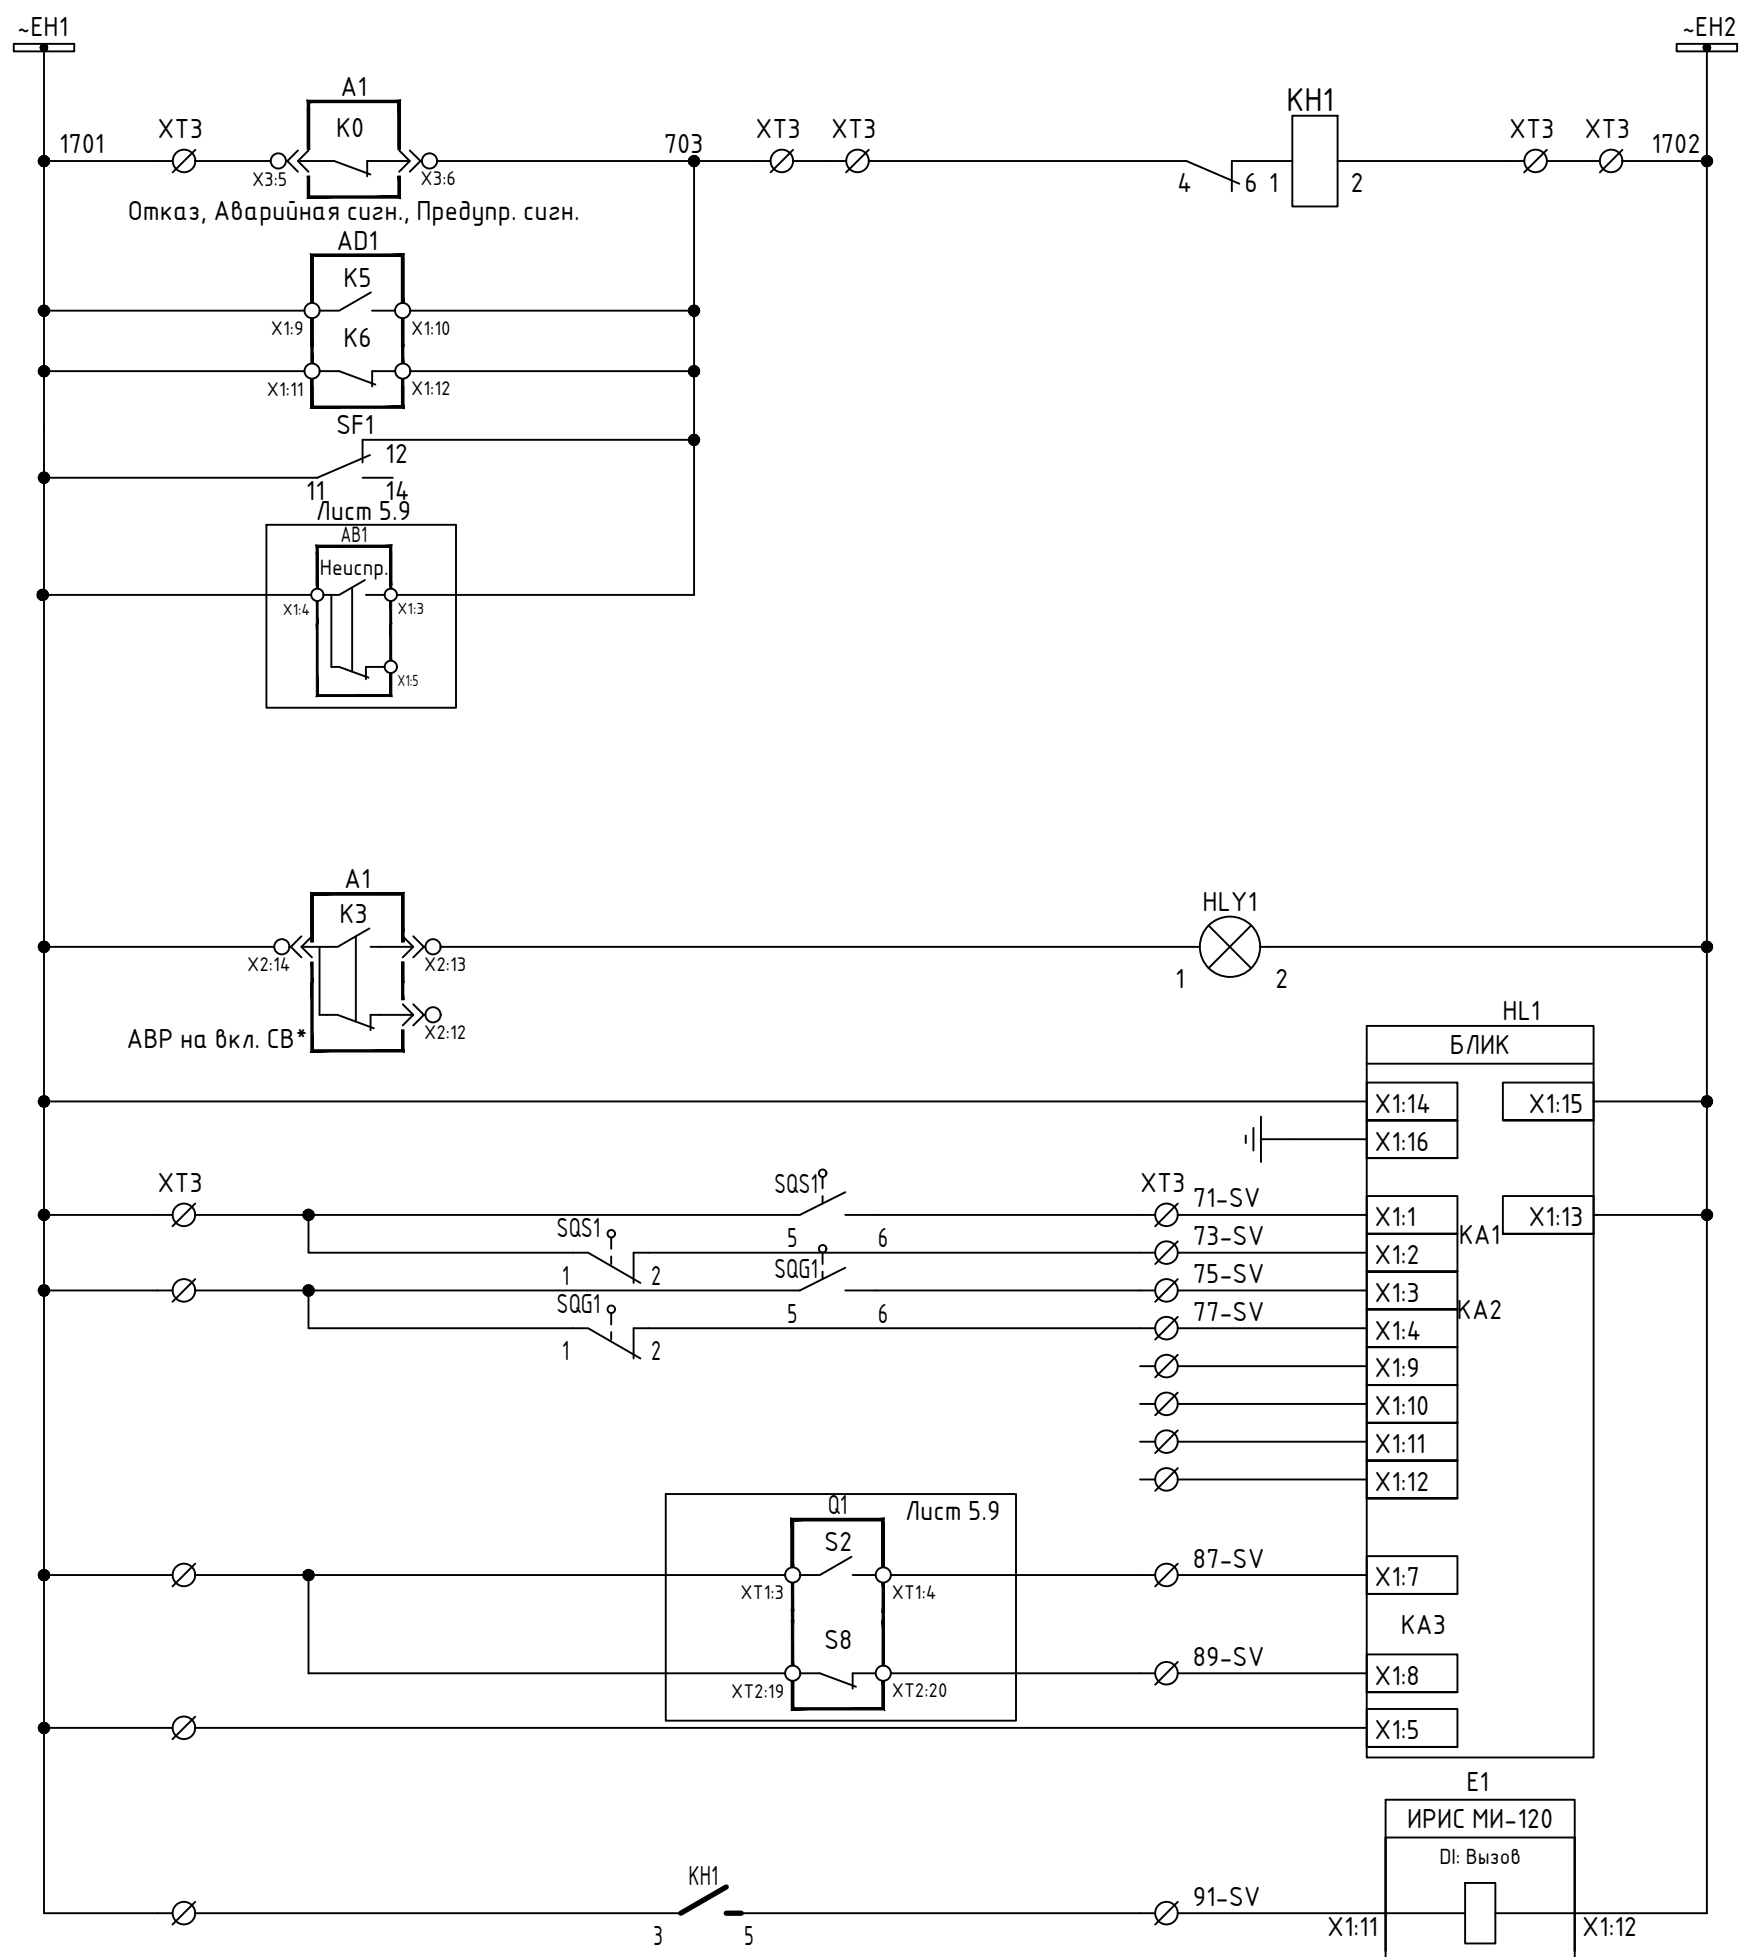 ~EH1
~EH2
A1
K0
XT3
1701
X3:5
X3:6
703
XT3
XT3
KH1
4
6
1
2
XT3
XT3
1702
Отказ, Аварийная сигн., Предупр. сигн.
AD1
K5
X1:9
X1:10
K6
X1:11
X1:12
SF1
12
11
14
Лист 5.9
AB1
Неиспр.
X1:4
X1:3
X1:5
A1
K3
X2:14
X2:13
X2:12
АВР на вкл. СВ*
HLY1
1
2
HL1
БЛИК
X1:14
X1:15
X1:16
XT3
SQS1
5
6
XT3
71-SV
X1:1
X1:13
KA1
SQS1
1
2
73-SV
X1:2
SQG1
5
6
75-SV
X1:3
KA2
SQG1
1
2
77-SV
X1:4
X1:9
X1:10
X1:11
X1:12
Q1
Лист 5.9
S2
XT1:3
XT1:4
87-SV
X1:7
KA3
S8
XT2:19
XT2:20
89-SV
X1:8
X1:5
E1
ИРИС МИ-120
DI: Вызов
KH1
3
5
91-SV
X1:11
X1:12